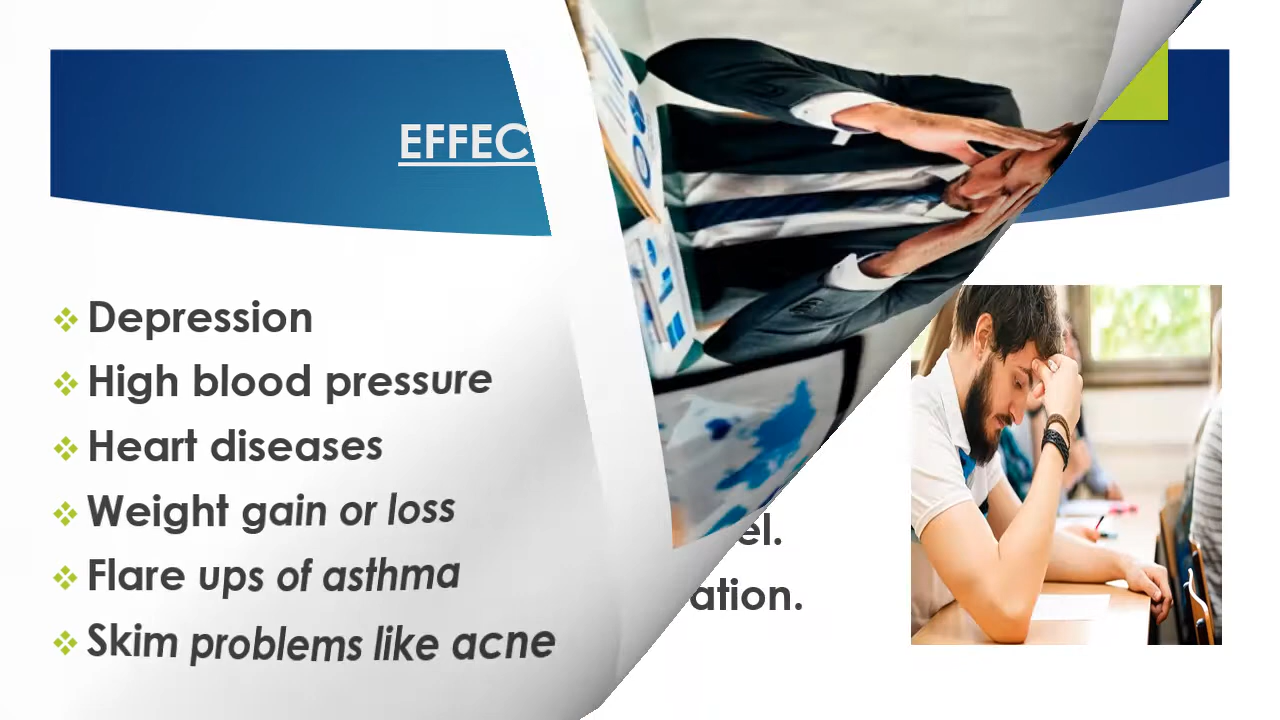 EFFEC
Depression
High blood pressure
Heart diseases
Weight gain or loss
Flare ups of asthma
Skim problems like acne
el.
ation.